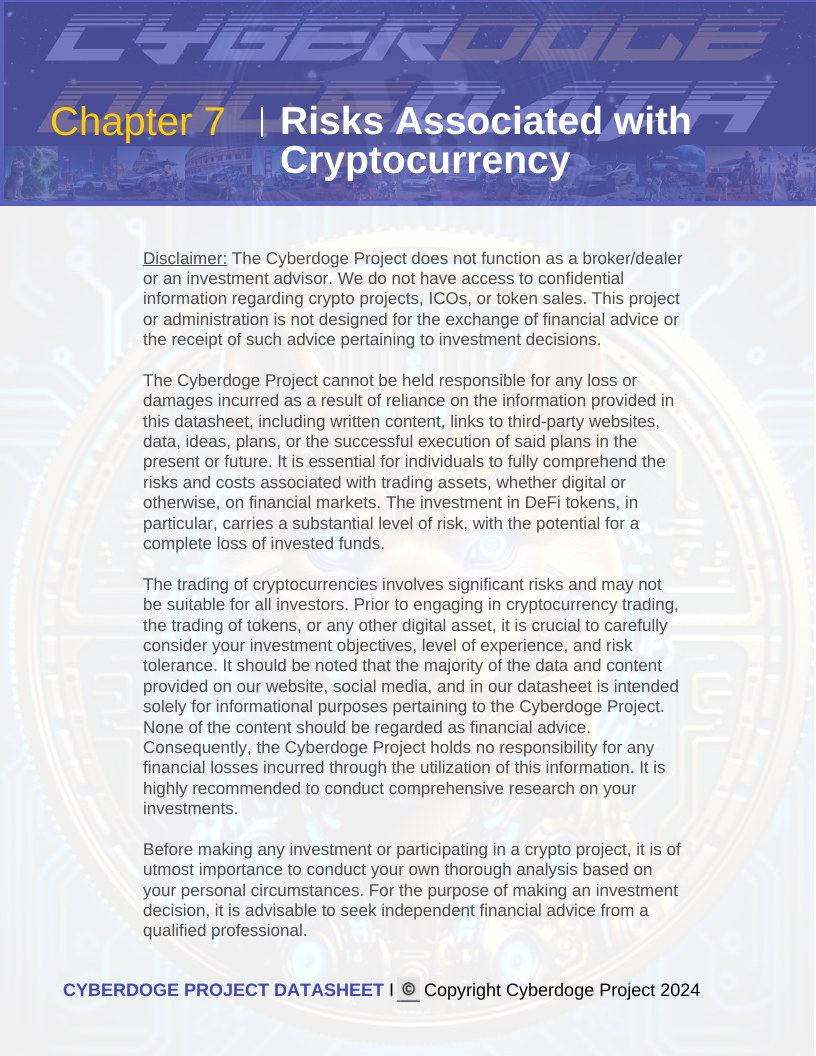 CYBERDOGE
DATA
Chapter 7 | Risks Associated with
Cryptocurrency
Disclaimer: The Cyberdoge Project does not function as a broker/dealer
or an investment advisor. We do not have access to confidential
information regarding crypto projects, ICOs, or token sales. This project
or administration is not designed for the exchange of financial advice or
the receipt of such advice pertaining to investment decisions.
The Cyberdoge Project cannot be held responsible for any loss or
damages incurred as a result of reliance on the information provided in
this datasheet, including written content, links to third-party websites,
data, ideas, plans, or the successful execution of said plans in the
present or future. It is essential for individuals to fully comprehend the
risks and costs associated with trading assets, whether digital or
otherwise, on financial markets. The investment in DeFi tokens, in
particular, carries a substantial level of risk, with the potential for a
complete loss of invested funds.
The trading of cryptocurrencies involves significant risks and may not
be suitable for all investors. Prior to engaging in cryptocurrency trading,
the trading of tokens, or any other digital asset, it is crucial to carefully
consider your investment objectives, level of experience, and risk
tolerance. It should be noted that the majority of the data and content
provided on our website, social media, and in our datasheet is intended
solely for informational purposes pertaining to the Cyberdoge Project.
None of the content should be regarded as financial advice.
Consequently, the Cyberdoge Project holds no responsibility for any
financial losses incurred through the utilization of this information. It is
highly recommended to conduct comprehensive research on your
investments.
Before making any investment or participating in a crypto project, it is of
utmost importance to conduct your own thorough analysis based on
your personal circumstances. For the purpose of making an investment
decision, it is advisable to seek independent financial advice from a
qualified professional.
CYBERDOGE PROJECT DATASHEET I © Copyright Cyberdoge Project 2024